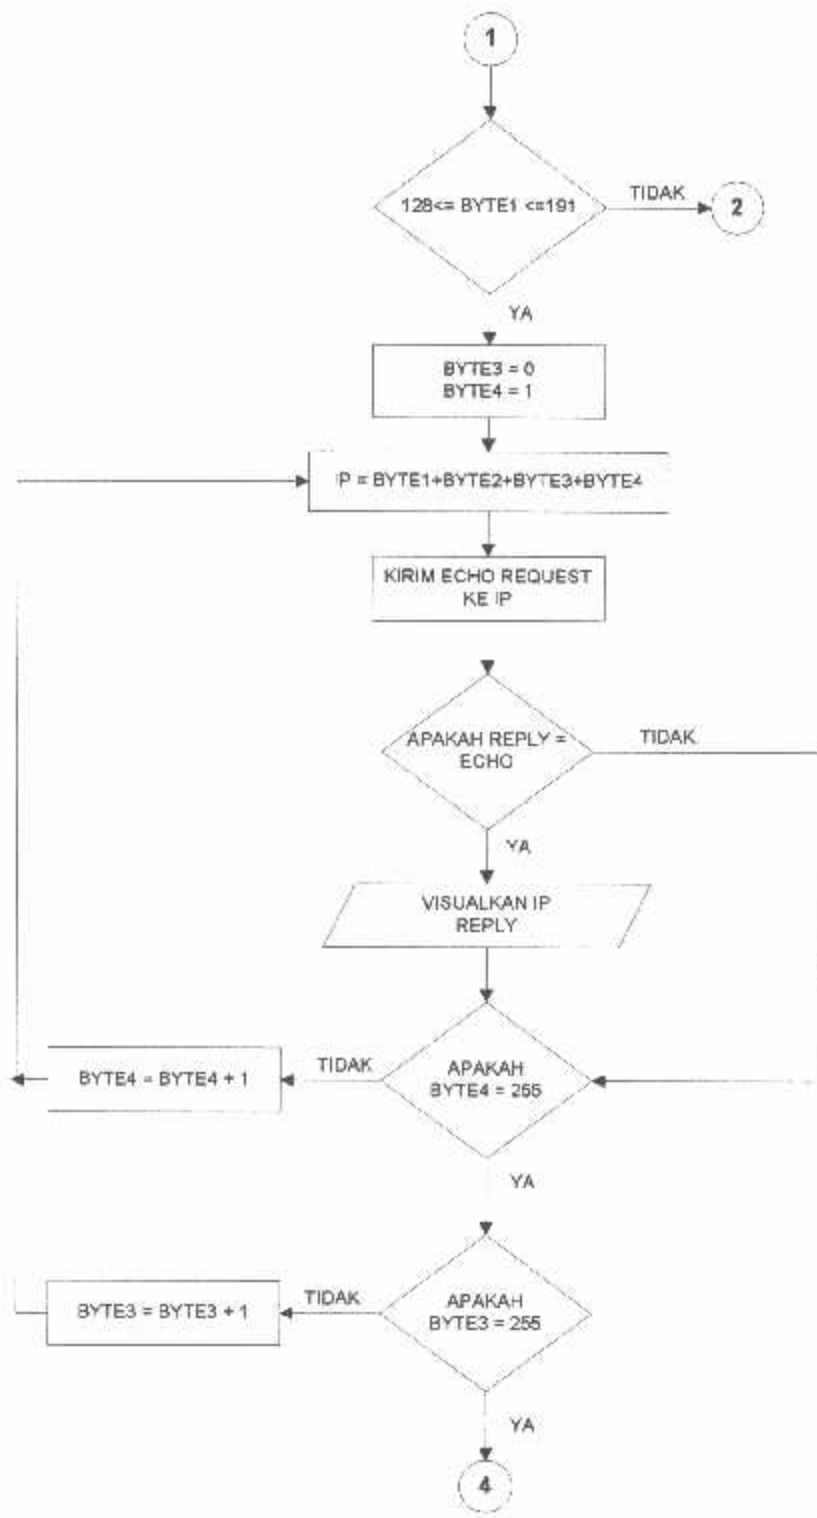 1
128<= BYTE1 <=191
TIDAK
2
YA
BYTE3 = 0
BYTE4 = 1
IP = BYTE1+BYTE2+BYTE3+BYTE4
KIRIM ECHO REQUEST
KE IP
APAKAH REPLY =
ECHO
TIDAK
YA
VISUALKAN IP
REPLY
BYTE4 = BYTE4 + 1
TIDAK
APAKAH
BYTE4 = 255
YA
BYTE3 = BYTE3 + 1
TIDAK
APAKAH
BYTE3 = 255
YA
4